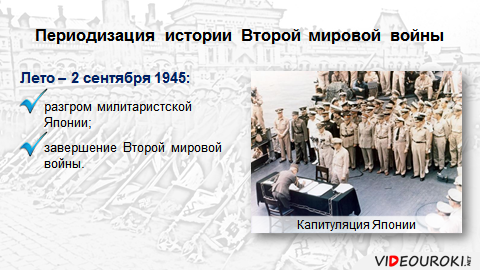 Периодизация истории Второй мировой войны
Лето – 2 сентября 1945:
разгром милитаристской
Японии;
завершение Второй мировой
войны.
Капитуляция Японии
VIDEOUROKI.NET